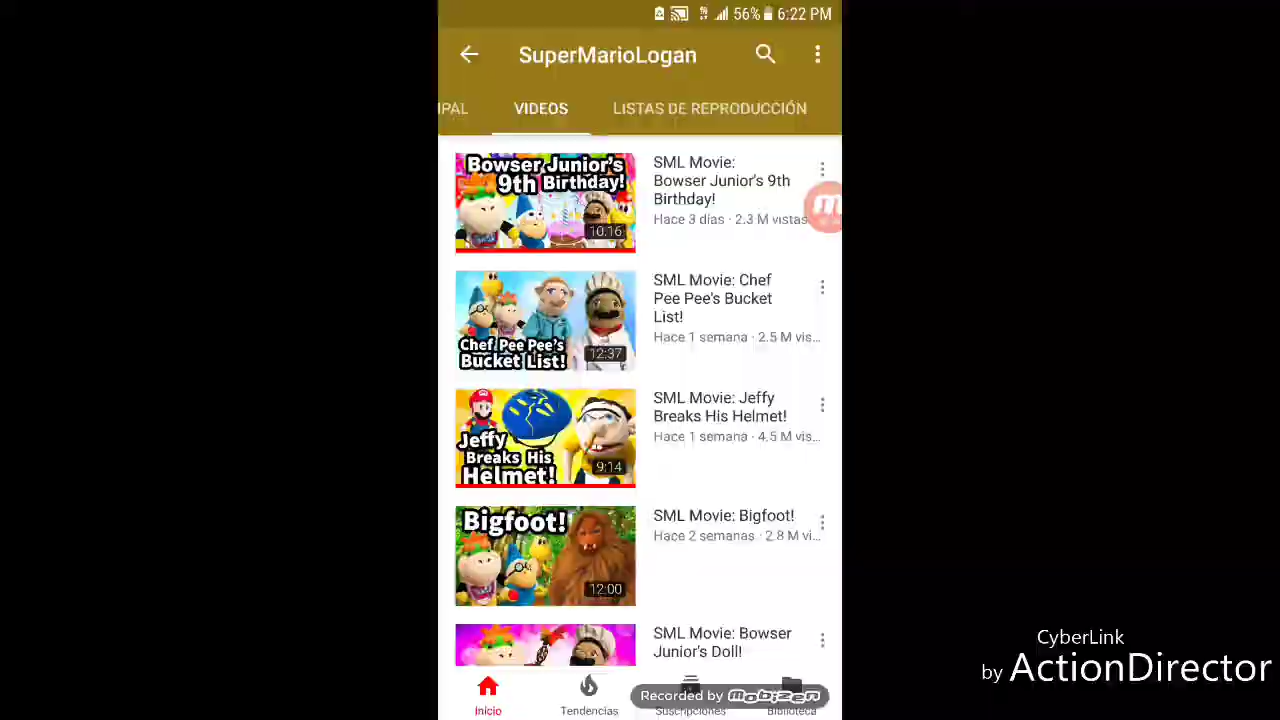 56% 6:22 PM
SuperMarioLogan
IPAL VIDEOS LISTAS DE REPRODUCCIÓN
Bowser Junior's
9th Birthday!
10:16
SML Movie:
Bowser Junior's 9th
Birthday!
Hace 3 días · 2.3 M vistas
Chef Pee Pee's
Bucket List!
12:37
SML Movie: Chef
Pee Pee's Bucket
List!
Hace 1 semana · 2.5 M vis...
Jeffy
Breaks His
Helmet!
9:14
SML Movie: Jeffy
Breaks His Helmet!
Hace 1 semana · 4.5 M vis...
Bigfoot!
12:00
SML Movie: Bigfoot!
Hace 2 semanas · 2.8 M vi...
SML Movie: Bowser
Junior's Doll!
Recorded by mobizen
Inicio Tendencias Suscripciones Biblioteca
CyberLink
by ActionDirector